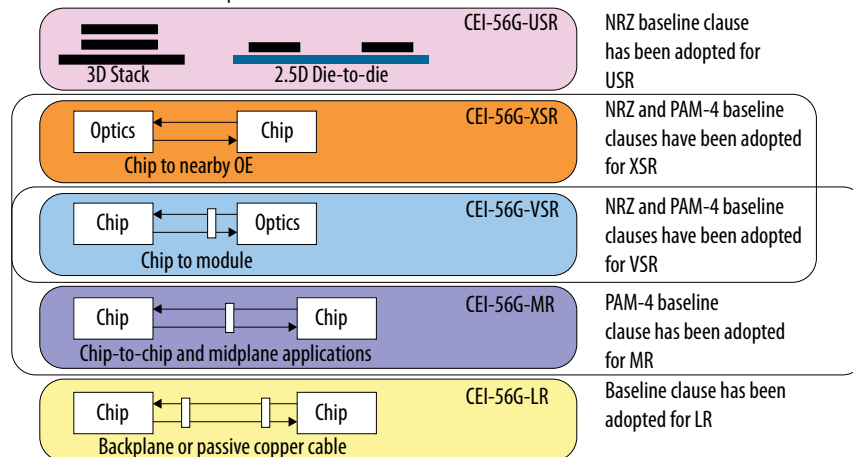 CEI-56G-USR
3D Stack
2.5D Die-to-die
NRZ baseline clause
has been adopted for
USR
CEI-56G-XSR
Optics
Chip
Chip to nearby OE
NRZ and PAM-4 baseline
clauses have been adopted
for XSR
CEI-56G-VSR
Chip
Optics
Chip to module
NRZ and PAM-4 baseline
clauses have been adopted
for VSR
CEI-56G-MR
Chip
Chip
Chip-to-chip and midplane applications
PAM-4 baseline
clause has been adopted
for MR
CEI-56G-LR
Chip
Chip
Backplane or passive copper cable
Baseline clause has been
adopted for LR